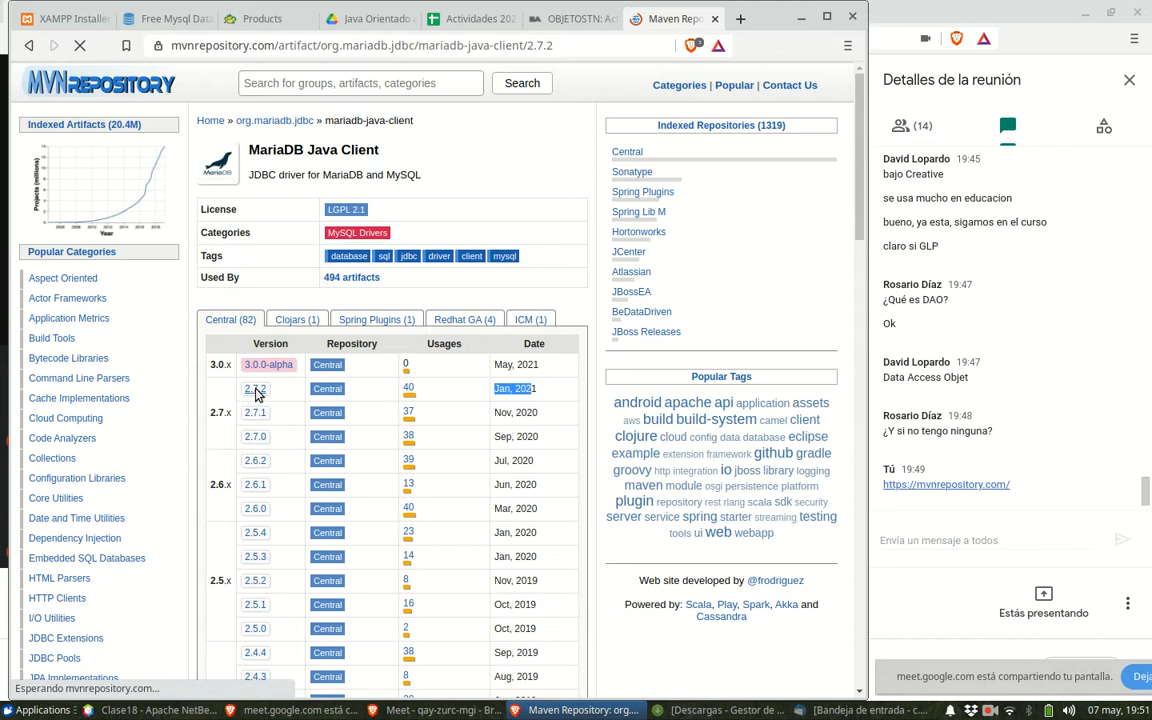 XAMPP Installer
Free Mysql Dat
Products
Java Orientado
Actividades 202
OBJETOSTN: Ac
Maven Repo
mvnrepository.com/artifact/org.mariadb.jdbc/mariadb-java-client/2.7.2
MVNREPOSITORY
Search for groups, artifacts, categories
Search
Categories | Popular | Contact Us
Indexed Artifacts (20.4M)
Projects (millions)
Year
Popular Categories
Aspect Oriented
Actor Frameworks
Application Metrics
Build Tools
Bytecode Libraries
Command Line Parsers
Cache Implementations
Cloud Computing
Code Analyzers
Collections
Configuration Libraries
Core Utilities
Date and Time Utilities
Dependency Injection
Embedded SQL Databases
HTML Parsers
HTTP Clients
I/O Utilities
JDBC Extensions
JDBC Pools
JPA Implementations
Esperando mvnrepository.com...
Home » org.mariadb.jdbc » mariadb-java-client
MariaDB Java Client
JDBC driver for MariaDB and MySQL
License LGPL 2.1
Categories MySQL Drivers
Tags database sql jdbc driver client mysql
Used By 494 artifacts
Central (82) Clojars (1) Spring Plugins (1) Redhat GA (4) ICM (1)
Version Repository Usages Date
3.0.x 3.0.0-alpha Central 0 May, 2021
2.7.2 Central 40 Jan, 2021
2.7.x 2.7.1 Central 37 Nov, 2020
2.7.0 Central 38 Sep, 2020
2.6.2 Central 39 Jul, 2020
2.6.x 2.6.1 Central 13 Jun, 2020
2.6.0 Central 40 Mar, 2020
2.5.4 Central 23 Jan, 2020
2.5.3 Central 14 Jan, 2020
2.5.x 2.5.2 Central 8 Nov, 2019
2.5.1 Central 16 Oct, 2019
2.5.0 Central 2 Oct, 2019
2.4.4 Central 38 Sep, 2019
2.4.3 Central 8 Aug, 2019
Indexed Repositories (1319)
Central
Sonatype
Spring Plugins
Spring Lib M
Hortonworks
JCenter
Atlassian
JBossEA
BeDataDriven
JBoss Releases
Popular Tags
android apache api application assets
aws build build-system camel client
clojure cloud config data database eclipse
example extension framework github gradle
groovy http integration io jboss library logging
maven module osgi persistence platform
plugin repository rest rlang scala sdk security
server service spring starter streaming testing
tools ui web webapp
Web site developed by @frodriguez
Powered by: Scala, Play, Spark, Akka and
Cassandra
Detalles de la reunión
(14)
David Lopardo 19:45
bajo Creative
se usa mucho en educacion
bueno, ya esta, sigamos en el curso
claro si GLP
Rosario Díaz 19:47
¿Qué es DAO?
Ok
David Lopardo 19:47
Data Access Objet
Rosario Díaz 19:48
¿Y si no tengo ninguna?
Tú 19:49
https://mvnrepository.com/
Envía un mensaje a todos
Estás presentando
meet.google.com está compartiendo tu pantalla.
Deja
Applications
Clase18 - Apache NetBe...
meet.google.com está c...
Meet - qay-zurc-mgi - Br...
Maven Repository: org....
[Descargas - Gestor de ...
[Bandeja de entrada - c...
07 may, 19:51